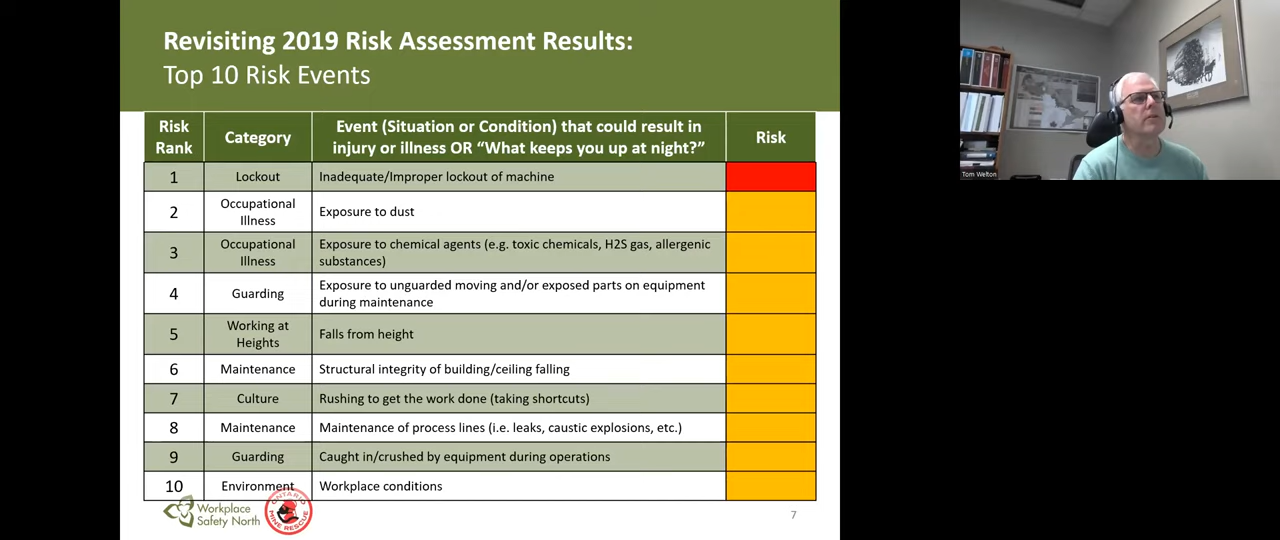 Revisiting 2019 Risk Assessment Results:
Top 10 Risk Events
Risk
Rank
Category
Event (Situation or Condition) that could result in
injury or illness OR “What keeps you up at night?”
Risk
1
Lockout
Inadequate/Improper lockout of machine
2
Occupational
Illness
Exposure to dust
3
Occupational
Illness
Exposure to chemical agents (e.g. toxic chemicals, H2S gas, allergenic
substances)
4
Guarding
Exposure to unguarded moving and/or exposed parts on equipment
during maintenance
5
Working at
Heights
Falls from height
6
Maintenance
Structural integrity of building/ceiling falling
7
Culture
Rushing to get the work done (taking shortcuts)
8
Maintenance
Maintenance of process lines (i.e. leaks, caustic explosions, etc.)
9
Guarding
Caught in/crushed by equipment during operations
10
Environment
Workplace conditions
Workplace
Safety North
ONTARIO
MINE RESCUE
7
Tom Welton